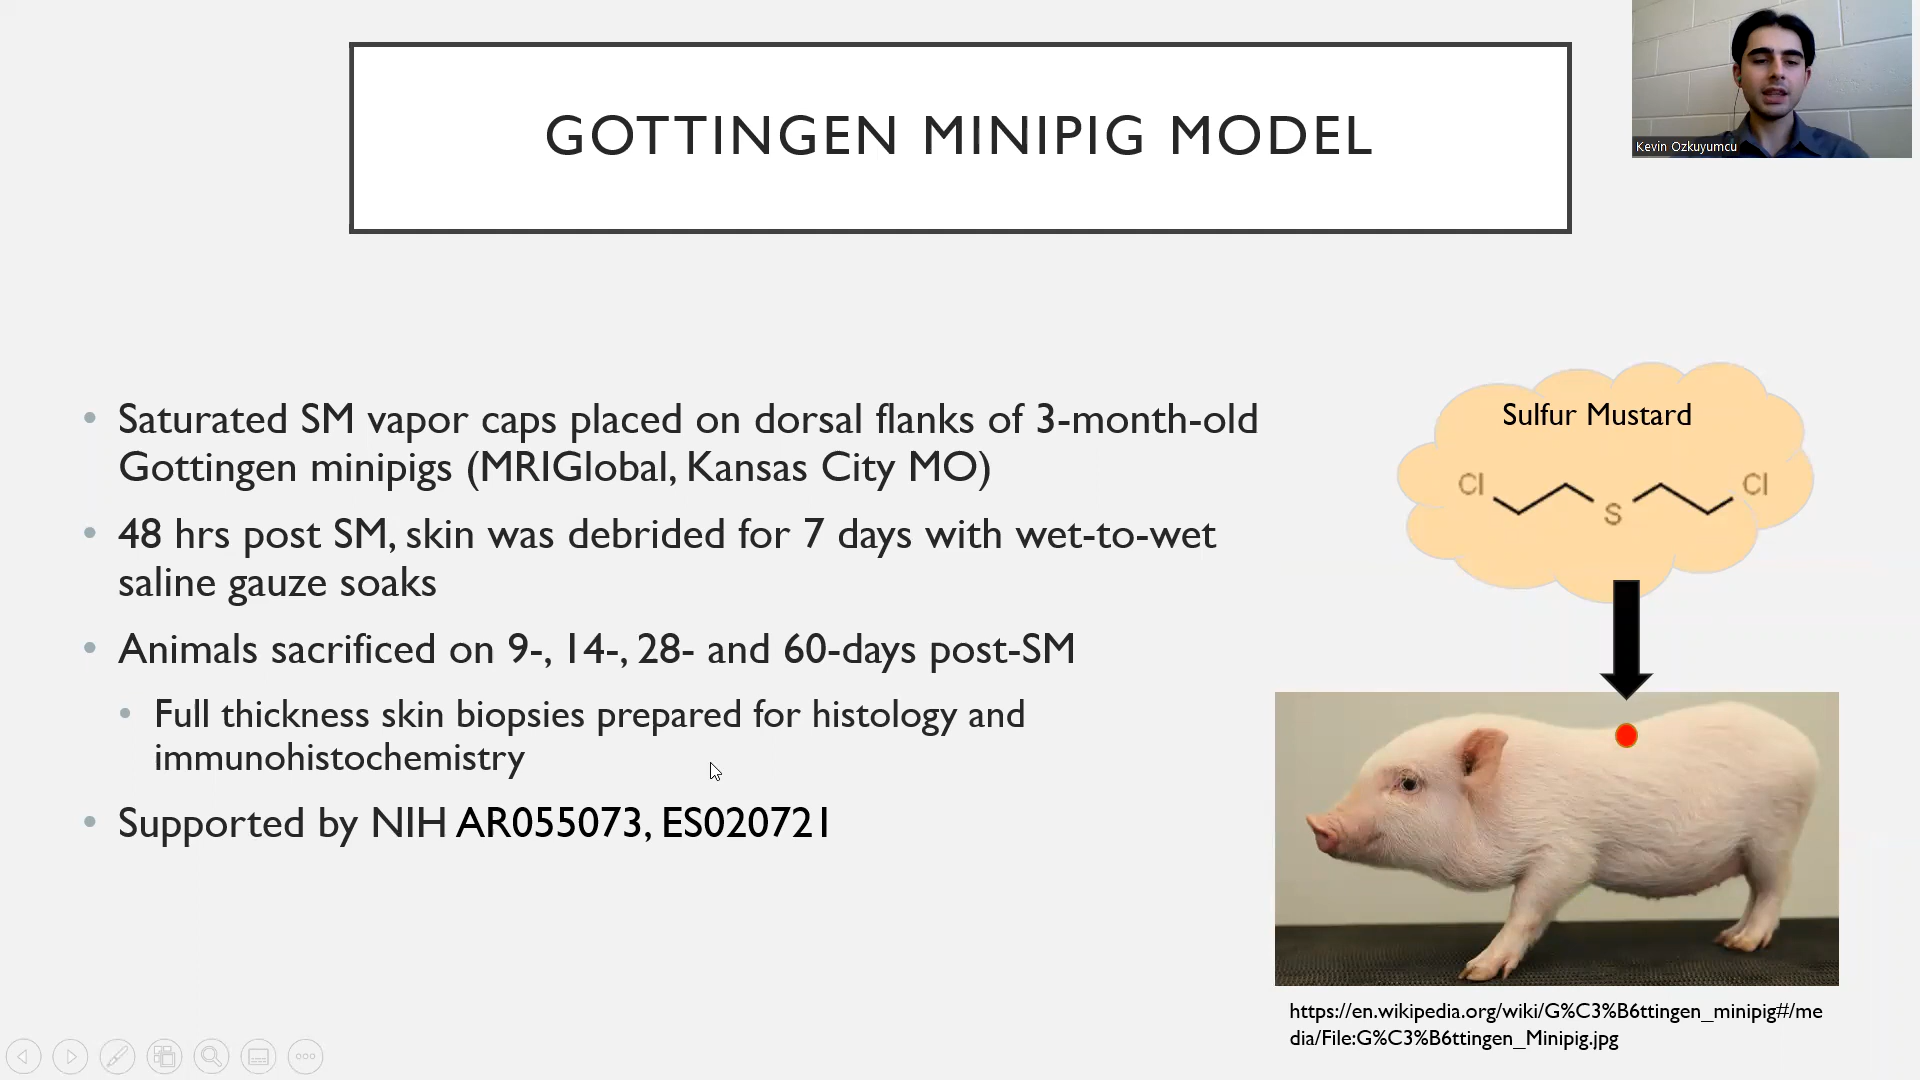 GOTTINGEN MINIPIG MODEL
Kevin Ozkuyumcu
• Saturated SM vapor caps placed on dorsal flanks of 3-month-old
Gottingen minipigs (MRIGlobal, Kansas City MO)
• 48 hrs post SM, skin was debrided for 7 days with wet-to-wet
saline gauze soaks
• Animals sacrificed on 9-, 14-, 28- and 60-days post-SM
• Full thickness skin biopsies prepared for histology and
immunohistochemistry
• Supported by NIH AR055073, ES020721
Sulfur Mustard
Cl S Cl
https://en.wikipedia.org/wiki/G%C3%B6ttingen_minipig#/me
dia/File:G%C3%B6ttingen_Minipig.jpg